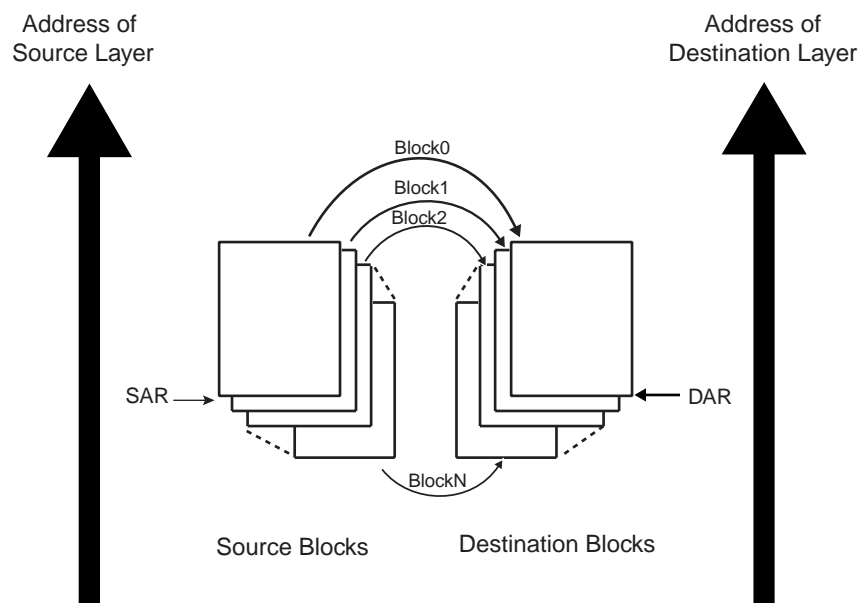 Address of
Source Layer
Address of
Destination Layer
Block0
Block1
Block2
SAR
DAR
BlockN
Source Blocks
Destination Blocks